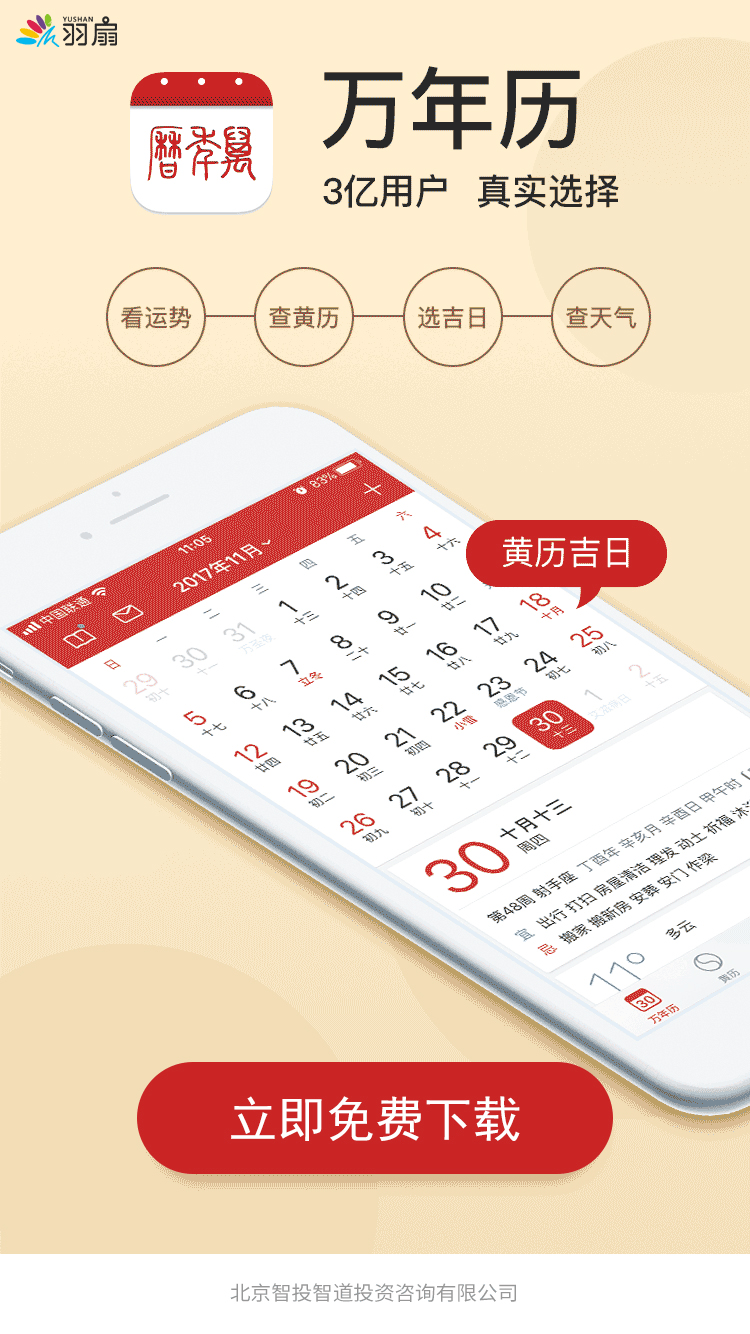 YUSHAN
羽扇
曆年萬
万年历
3亿用户 真实选择
看运势
查黄历
选吉日
查天气
中国联通
11:05
83%
2017年11月
日 一 二 三 四 五 六
29 30 31 1 2 3 4
初十 十一 万圣夜 十三 十四 十五 十六
5 6 7 8 9 10
十七 十八 立冬 二十 廿一 廿二
黄历吉日
12 13 14 15 16 17 18
廿四 廿五 廿六 廿七 廿八 廿九 十月
19 20 21 22 23 24 25
初二 初三 初四 小雪 感恩节 初七 初八
26 27 28 29 30 1 2
初九 初十 十一 十二 十三 十五
30
十月十三
周四
第48周 射手座 丁酉年 辛亥月 辛酉日 甲午时
宜 出行 打扫 房屋清洁 理发 动土 祈福
忌 搬家 搬新房 安葬 安门 作梁
11°
多云
30
万年历
黄历
立即免费下载
北京智投智道投资咨询有限公司